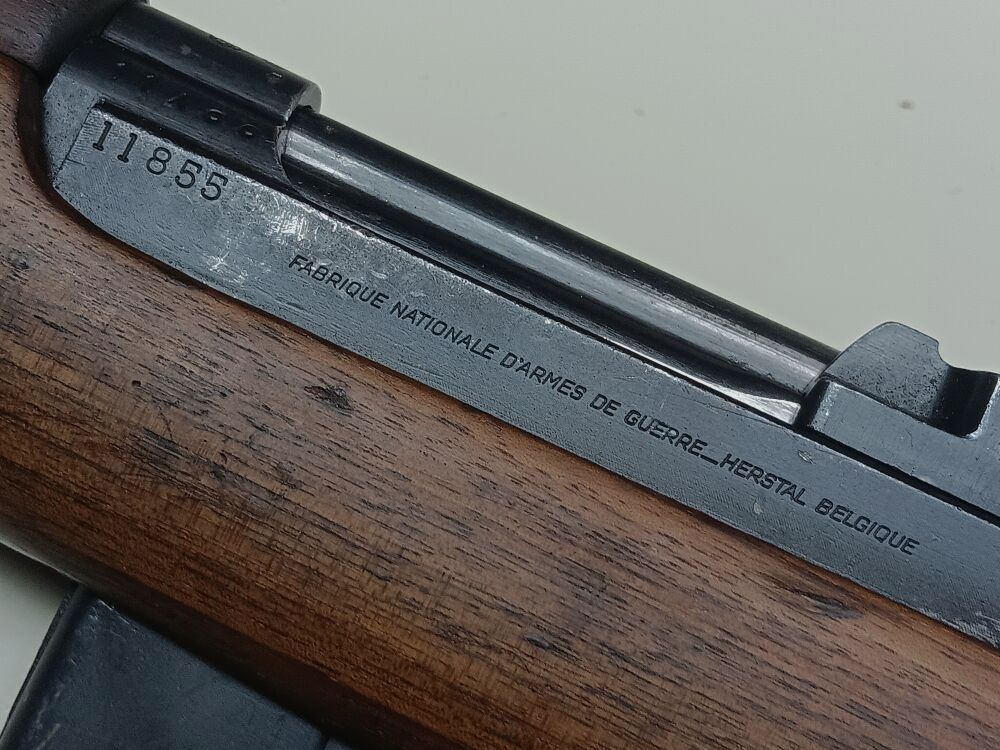 11855
FABRIQUE NATIONALE D'ARMES DE GUERRE_HERSTAL BELGIQUE